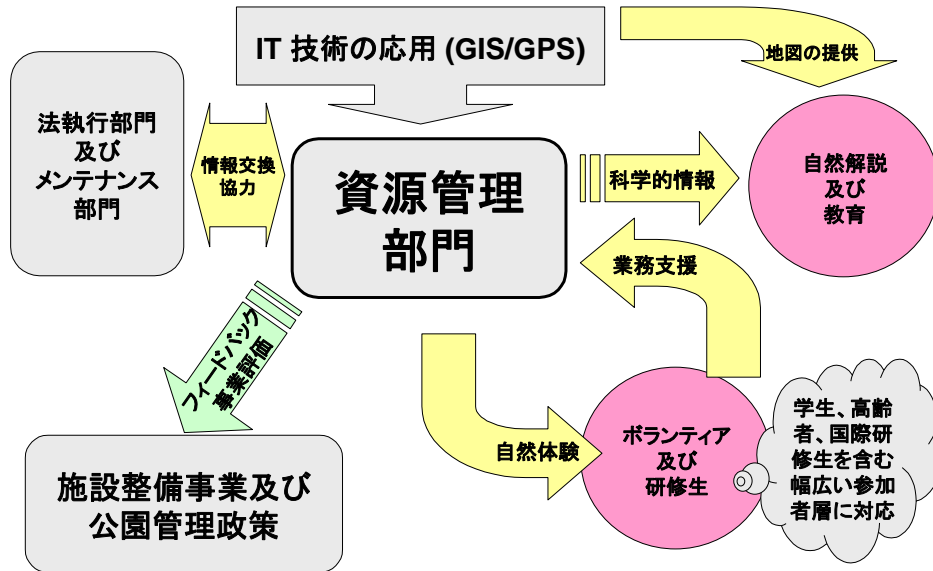 IT 技術の応用 (GIS/GPS)
地図の提供
法執行部門
及び
メンテナンス
部門
情報交換
協力
資源管理
部門
科学的情報
自然解説
及び
教育
業務支援
フィードバック
事業評価
自然体験
ボランティア
及び
研修生
学生、高齢
者、国際研
修生を含む
幅広い参加
者層に対応
施設整備事業及び
公園管理政策